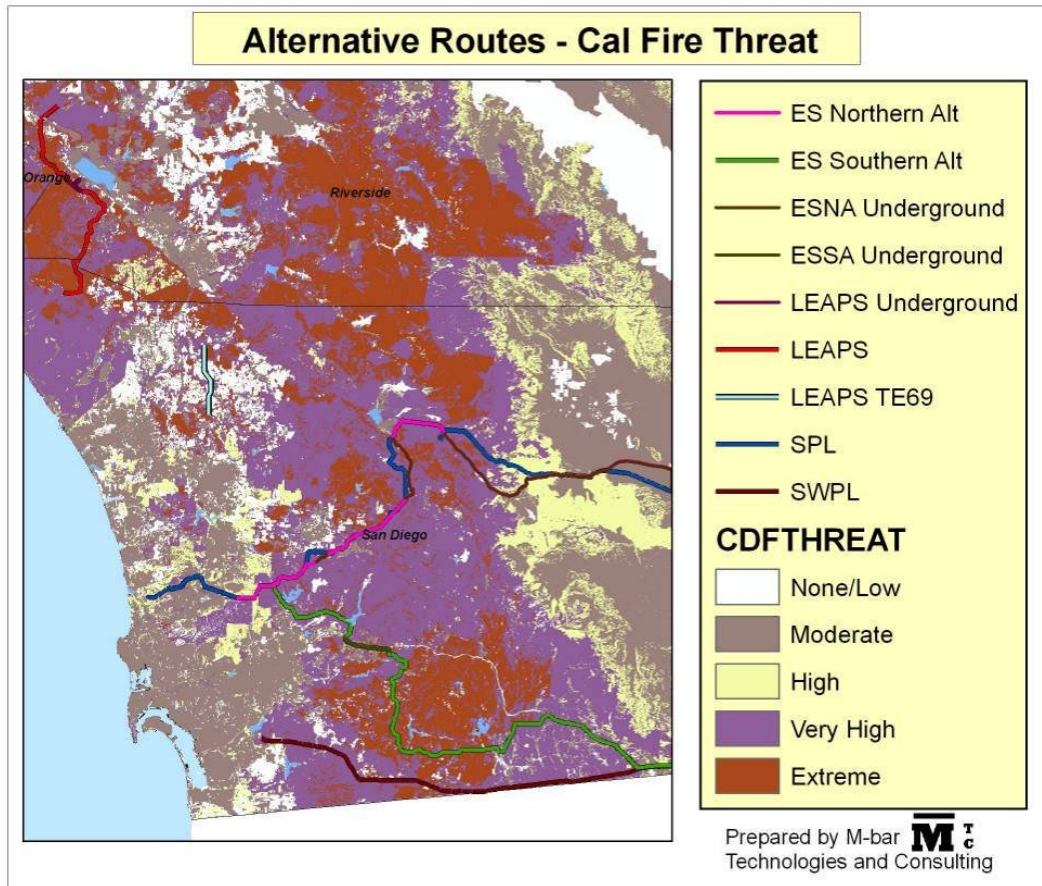 Alternative Routes - Cal Fire Threat
Orange
Riverside
San Diego
ES Northern Alt
ES Southern Alt
ESNA Underground
ESSA Underground
LEAPS Underground
LEAPS
LEAPS TE69
SPL
SWPL
CDFTHREAT
None/Low
Moderate
High
Very High
Extreme
Prepared by M-bar
Technologies and Consulting
M T C